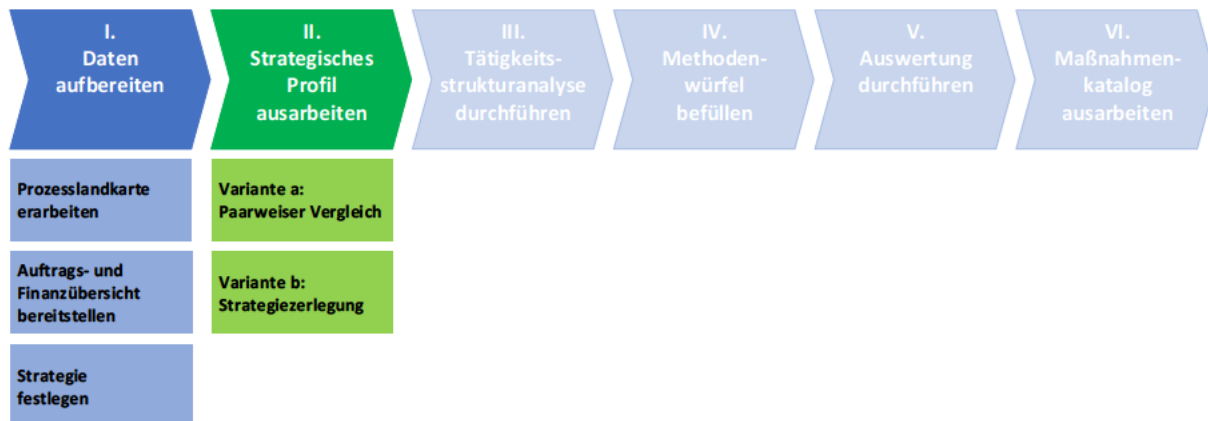 I.
Daten
aufbereiten
II.
Strategisches
Profil
ausarbeiten
III.
Tätigkeits-
strukturanalyse
durchführen
IV.
Methoden-
würfel
befüllen
V.
Auswertung
durchführen
VI.
Maßnahmen-
katalog
ausarbeiten
Prozesslandkarte
erarbeiten
Auftrags- und
Finanzübersicht
bereitstellen
Strategie
festlegen
Variante a:
Paarweiser Vergleich
Variante b:
Strategiezerlegung